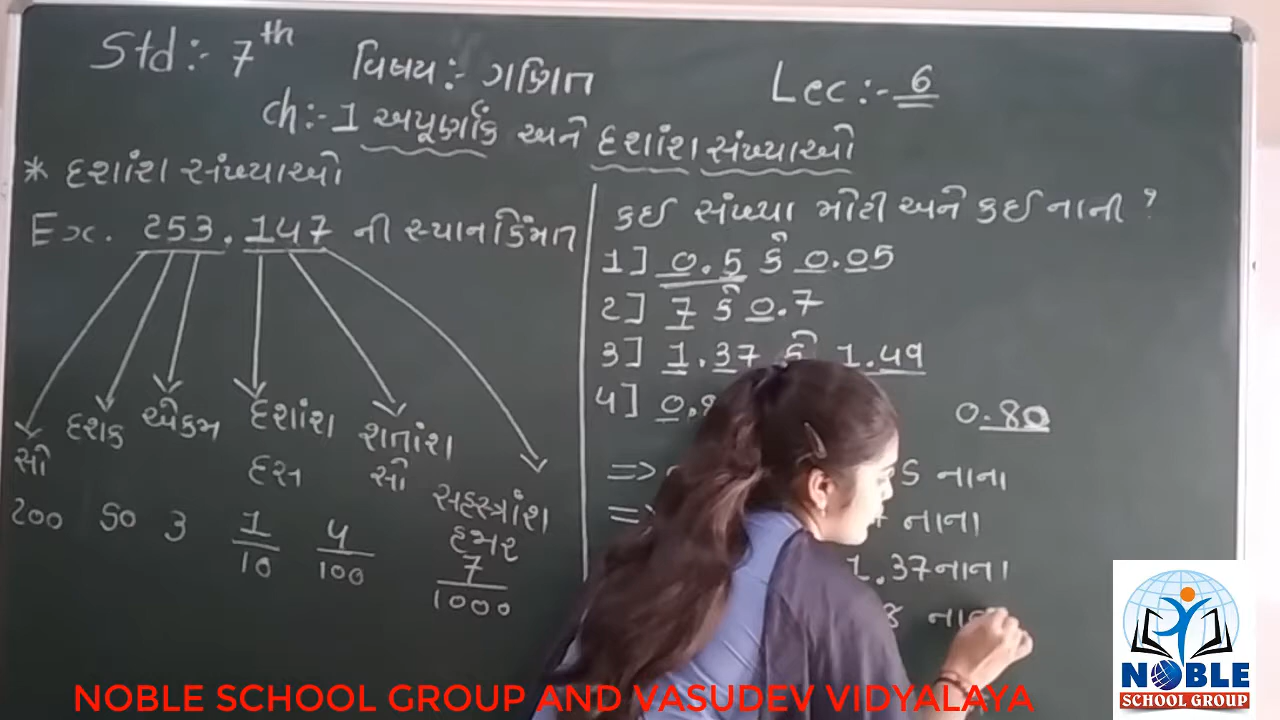 Std:- 7th
વિષય:- ગણિત
Lec:- 6
ch:- 1 અપૂર્ણાંક અને દશાંશ સંખ્યાઓ
* દશાંશ સંખ્યાઓ
Ex. 253.147 ની સ્થાનકિંમત
સો દશક એકમ દશાંશ શતાંશ સહસ્ત્રાંશ
દસ સો હજાર
200 50 3 1/10 4/100 7/1000
કઈ સંખ્યા મોટી અને કઈ નાની ?
1] 0.5 કે 0.05
2] 7 કે 0.7
3] 1.37 કે 1.49
4] 0.8
0.80
=> નાના
=> નાના
1.37 નાના
NOBLE SCHOOL GROUP AND VASUDEV VIDYALAYA
NOBLE
SCHOOL GROUP